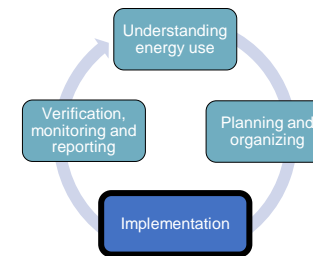 Understanding
energy use
Planning and
organizing
Implementation
Verification,
monitoring and
reporting